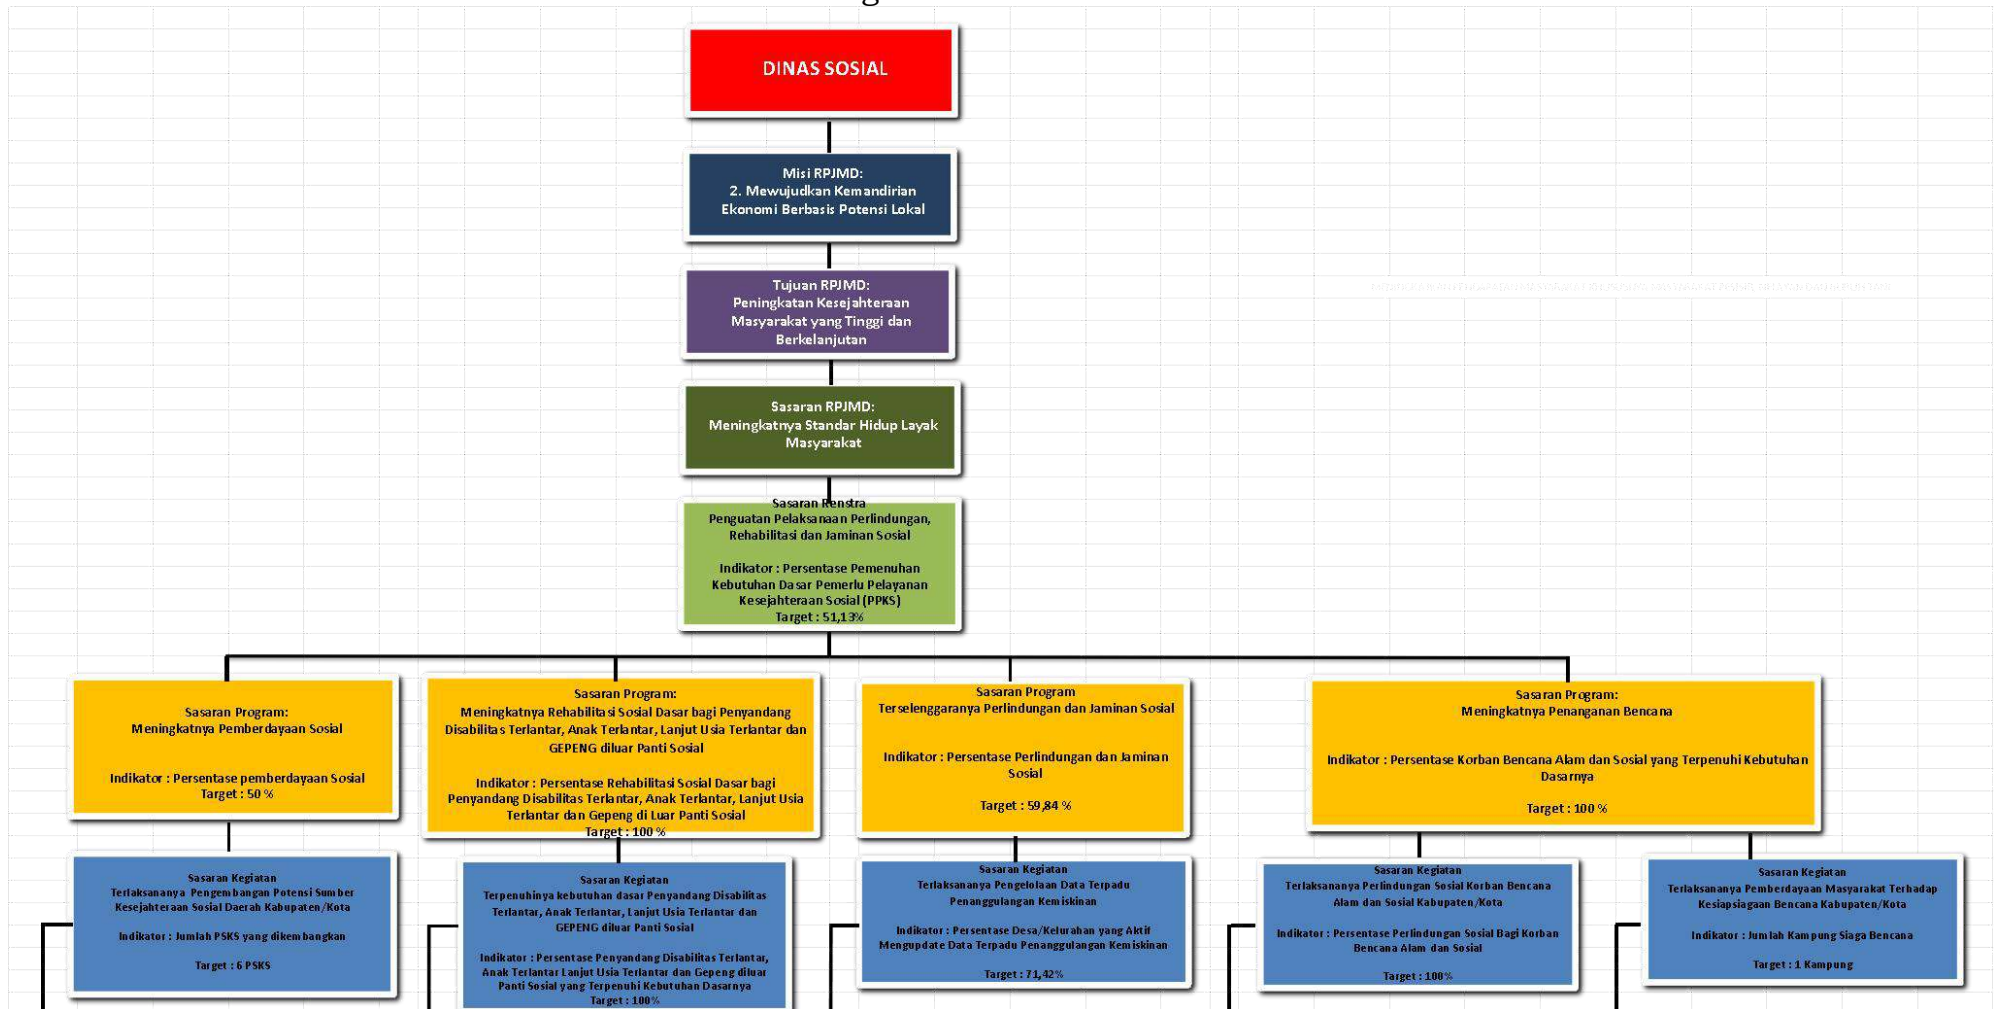 DINAS SOSIAL
Misi RPJMD:
2. Mewujudkan Kemandirian
Ekonomi Berbasis Potensi Lokal
Tujuan RPJMD:
Peningkatan Kesejahteraan
Masyarakat yang Tinggi dan
Berkelanjutan
Sasaran RPJMD:
Meningkatnya Standar Hidup Layak
Masyarakat
Sasaran Renstra
Penguatan Pelaksanaan Perlindungan,
Rehabilitasi dan Jaminan Sosial
Indikator : Persentase Pemenuhan
Kebutuhan Dasar Pemerlu Pelayanan
Kesejahteraan Sosial (PPKS)
Target : 51,13%
Sasaran Program:
Meningkatnya Pemberdayaan Sosial
Indikator : Persentase pemberdayaan Sosial
Target : 50 %
Sasaran Program:
Meningkatnya Rehabilitasi Sosial Dasar bagi Penyandang
Disabilitas Terlantar, Anak Terlantar, Lanjut Usia Terlantar dan
GEPENG diluar Panti Sosial
Indikator : Persentase Rehabilitasi Sosial Dasar bagi
Penyandang Disabilitas Terlantar, Anak Terlantar, Lanjut Usia
Terlantar dan Gepeng di Luar Panti Sosial
Target : 100 %
Sasaran Program
Terselenggaranya Perlindungan dan Jaminan Sosial
Indikator : Persentase Perlindungan dan Jaminan
Sosial
Target : 59,84 %
Sasaran Program:
Meningkatnya Penanganan Bencana
Indikator : Persentase Korban Bencana Alam dan Sosial yang Terpenuhi Kebutuhan
Dasarnya
Target : 100 %
Sasaran Kegiatan
Terlaksananya Pengembangan Potensi Sumber
Kesejahteraan Sosial Daerah Kabupaten/Kota
Indikator : Jumlah PSKS yang dikembangkan
Target : 6 PSKS
Sasaran Kegiatan
Terpenuhinya kebutuhan dasar Penyandang Disabilitas
Terlantar, Anak Terlantar, Lanjut Usia Terlantar dan
GEPENG diluar Panti Sosial
Indikator : Persentase Penyandang Disabilitas Terlantar,
Anak Terlantar Lanjut Usia Terlantar dan Gepeng diluar
Panti Sosial yang Terpenuhi Kebutuhan Dasarnya
Target : 100%
Sasaran Kegiatan
Terlaksananya Pengelolaan Data Terpadu
Penanggulangan Kemiskinan
Indikator : Persentase Desa/Kelurahan yang Aktif
Mengupdate Data Terpadu Penanggulangan Kemiskinan
Target : 71,42%
Sasaran Kegiatan
Terlaksananya Perlindungan Sosial Korban Bencana
Alam dan Sosial Kabupaten/Kota
Indikator : Persentase Perlindungan Sosial Bagi Korban
Bencana Alam dan Sosial
Target : 100%
Sasaran Kegiatan
Terlaksananya Pemberdayaan Masyarakat Terhadap
Kesiapsiagaan Bencana Kabupaten/Kota
Indikator : Jumlah Kampung Siaga Bencana
Target : 1 Kampung